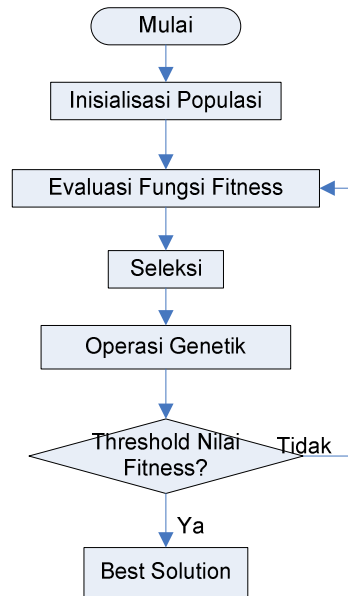 Mulai
Inisialisasi Populasi
Evaluasi Fungsi Fitness
Seleksi
Operasi Genetik
Threshold Nilai
Fitness?
Tidak
Ya
Best Solution